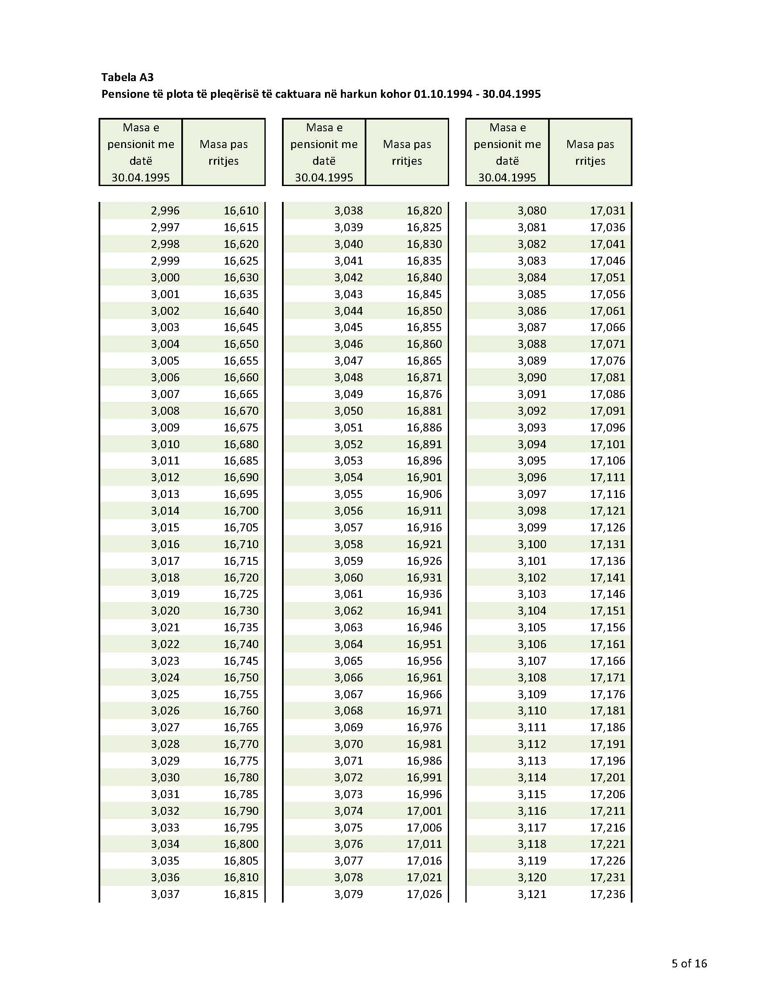 Tabela A3
Pensione të plota të pleqërisë të caktuara në harkun kohor 01.10.1994 - 30.04.1995
Masa e pensionit me datë 30.04.1995 Masa pas rritjes Masa e pensionit me datë 30.04.1995 Masa pas rritjes Masa e pensionit me datë 30.04.1995 Masa pas rritjes
2,996 16,610 3,038 16,820 3,080 17,031
2,997 16,615 3,039 16,825 3,081 17,036
2,998 16,620 3,040 16,830 3,082 17,041
2,999 16,625 3,041 16,835 3,083 17,046
3,000 16,630 3,042 16,840 3,084 17,051
3,001 16,635 3,043 16,845 3,085 17,056
3,002 16,640 3,044 16,850 3,086 17,061
3,003 16,645 3,045 16,855 3,087 17,066
3,004 16,650 3,046 16,860 3,088 17,071
3,005 16,655 3,047 16,865 3,089 17,076
3,006 16,660 3,048 16,871 3,090 17,081
3,007 16,665 3,049 16,876 3,091 17,086
3,008 16,670 3,050 16,881 3,092 17,091
3,009 16,675 3,051 16,886 3,093 17,096
3,010 16,680 3,052 16,891 3,094 17,101
3,011 16,685 3,053 16,896 3,095 17,106
3,012 16,690 3,054 16,901 3,096 17,111
3,013 16,695 3,055 16,906 3,097 17,116
3,014 16,700 3,056 16,911 3,098 17,121
3,015 16,705 3,057 16,916 3,099 17,126
3,016 16,710 3,058 16,921 3,100 17,131
3,017 16,715 3,059 16,926 3,101 17,136
3,018 16,720 3,060 16,931 3,102 17,141
3,019 16,725 3,061 16,936 3,103 17,146
3,020 16,730 3,062 16,941 3,104 17,151
3,021 16,735 3,063 16,946 3,105 17,156
3,022 16,740 3,064 16,951 3,106 17,161
3,023 16,745 3,065 16,956 3,107 17,166
3,024 16,750 3,066 16,961 3,108 17,171
3,025 16,755 3,067 16,966 3,109 17,176
3,026 16,760 3,068 16,971 3,110 17,181
3,027 16,765 3,069 16,976 3,111 17,186
3,028 16,770 3,070 16,981 3,112 17,191
3,029 16,775 3,071 16,986 3,113 17,196
3,030 16,780 3,072 16,991 3,114 17,201
3,031 16,785 3,073 16,996 3,115 17,206
3,032 16,790 3,074 17,001 3,116 17,211
3,033 16,795 3,075 17,006 3,117 17,216
3,034 16,800 3,076 17,011 3,118 17,221
3,035 16,805 3,077 17,016 3,119 17,226
3,036 16,810 3,078 17,021 3,120 17,231
3,037 16,815 3,079 17,026 3,121 17,236
5 of 16